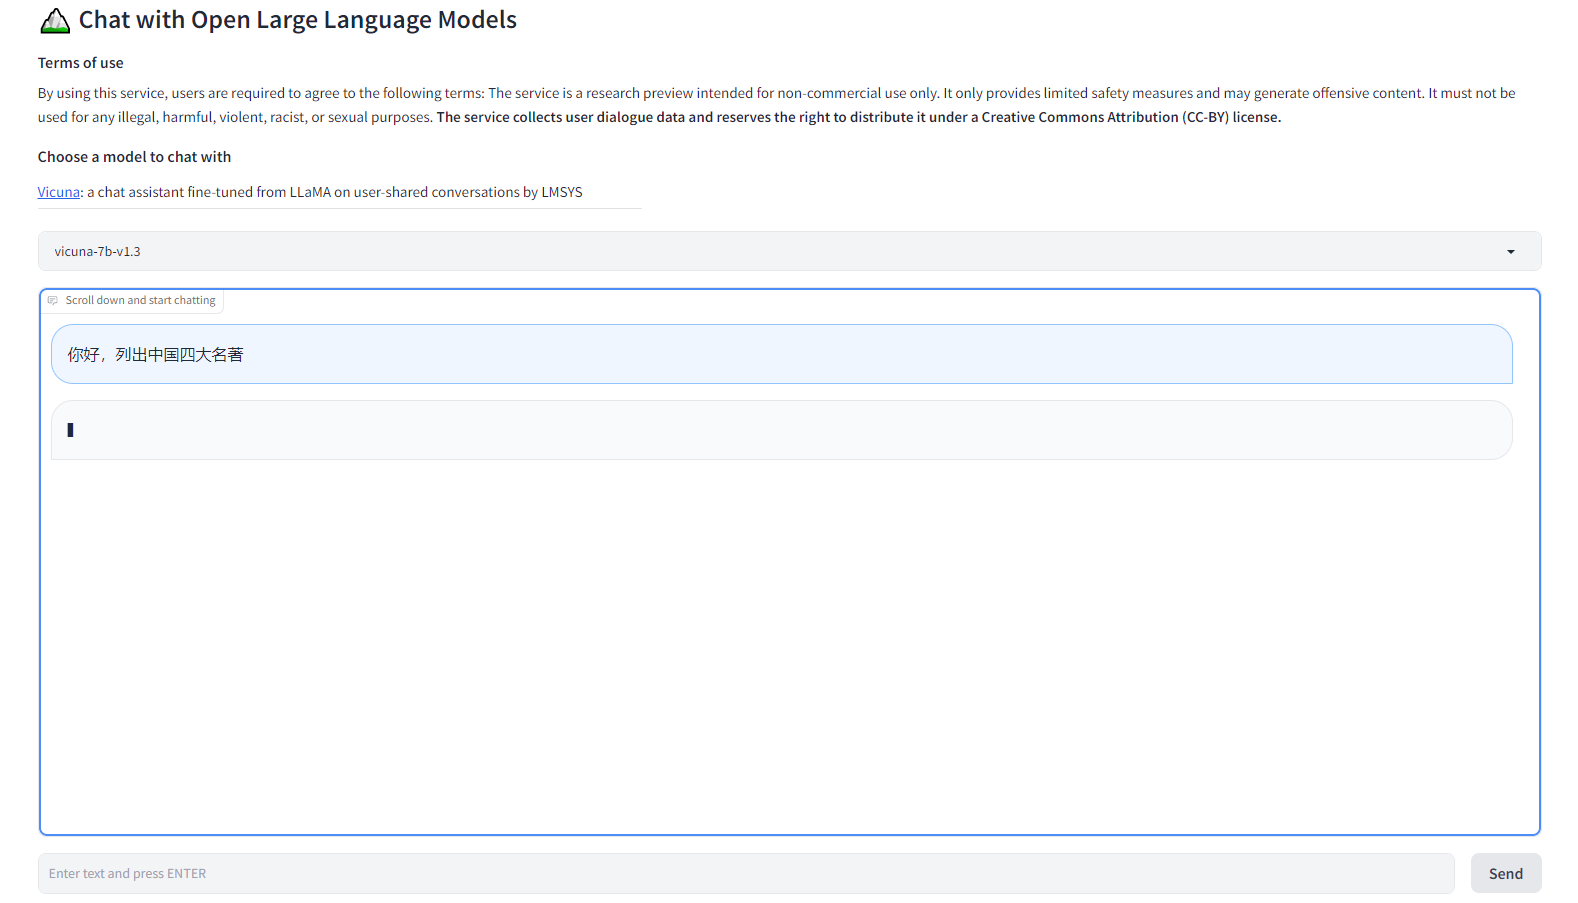 Chat with Open Large Language Models
Terms of use
By using this service, users are required to agree to the following terms: The service is a research preview intended for non-commercial use only. It only provides limited safety measures and may generate offensive content. It must not be
used for any illegal, harmful, violent, racist, or sexual purposes. The service collects user dialogue data and reserves the right to distribute it under a Creative Commons Attribution (CC-BY) license.
Choose a model to chat with
Vicuna: a chat assistant fine-tuned from LLaMA on user-shared conversations by LMSYS
vicuna-7b-v1.3
Scroll down and start chatting
你好，列出中国四大名著
Enter text and press ENTER
Send